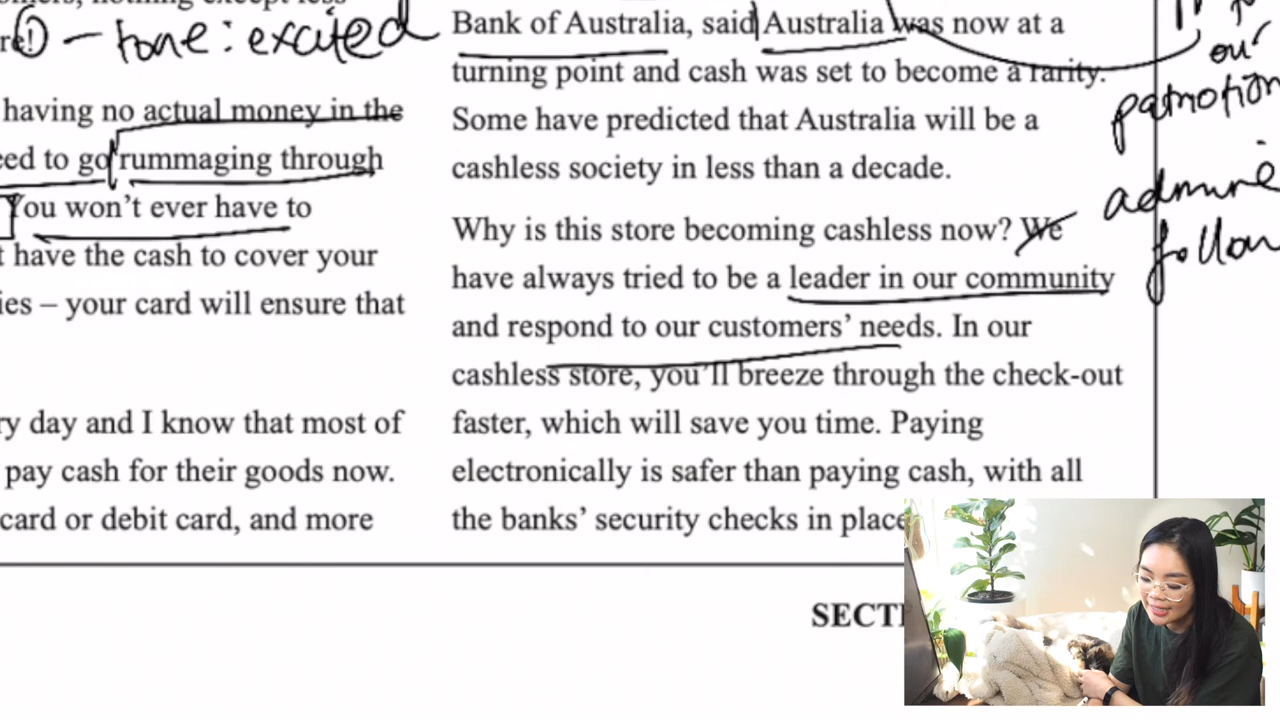 re!) – tone: excited
having no actual money in the
eed to go rummaging through
You won't ever have to
t have the cash to cover your
ies – your card will ensure that
ry day and I know that most of
pay cash for their goods now.
card or debit card, and more
Bank of Australia, said Australia was now at a
turning point and cash was set to become a rarity.
Some have predicted that Australia will be a
cashless society in less than a decade.
Why is this store becoming cashless now? We
have always tried to be a leader in our community
and respond to our customers' needs. In our
cashless store, you'll breeze through the check-out
faster, which will save you time. Paying
electronically is safer than paying cash, with all
the banks' security checks in place
our
patriotion
admire
follow
SECTI